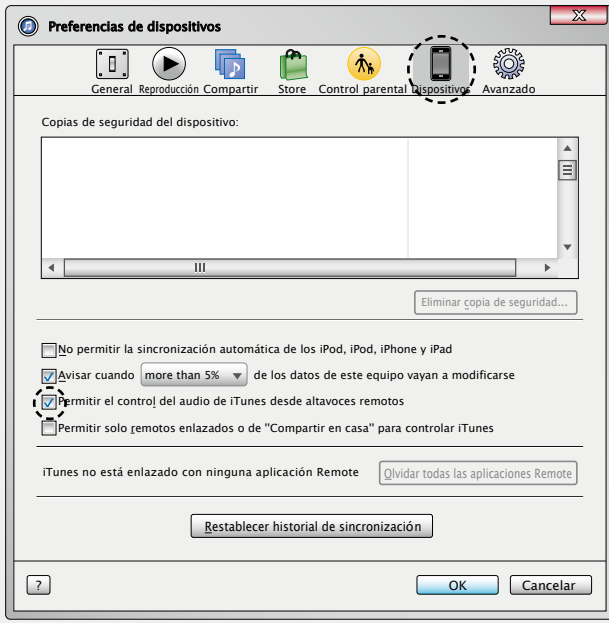 Preferencias de dispositivos
General Reproducción Compartir Store Control parental Dispositivos Avanzado
Copias de seguridad del dispositivo:
Eliminar copia de seguridad...
No permitir la sincronización automática de los iPod, iPod, iPhone y iPad
Avisar cuando more than 5% de los datos de este equipo vayan a modificarse
Permitir el control del audio de iTunes desde altavoces remotos
Permitir solo remotos enlazados o de "Compartir en casa" para controlar iTunes
iTunes no está enlazado con ninguna aplicación Remote Olvidar todas las aplicaciones Remote
Restablecer historial de sincronización
? OK Cancelar